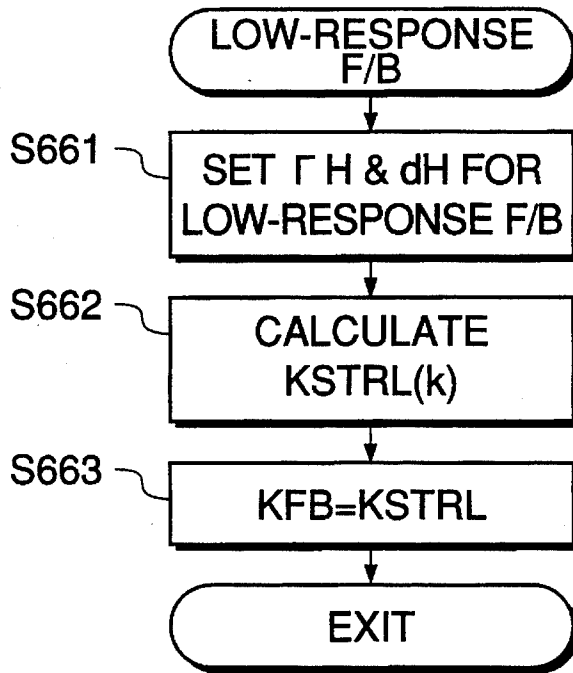 LOW-RESPONSE
F/B
S661
SET Γ H & dH FOR
LOW-RESPONSE F/B
S662
CALCULATE
KSTRL(k)
S663
KFB=KSTRL
EXIT